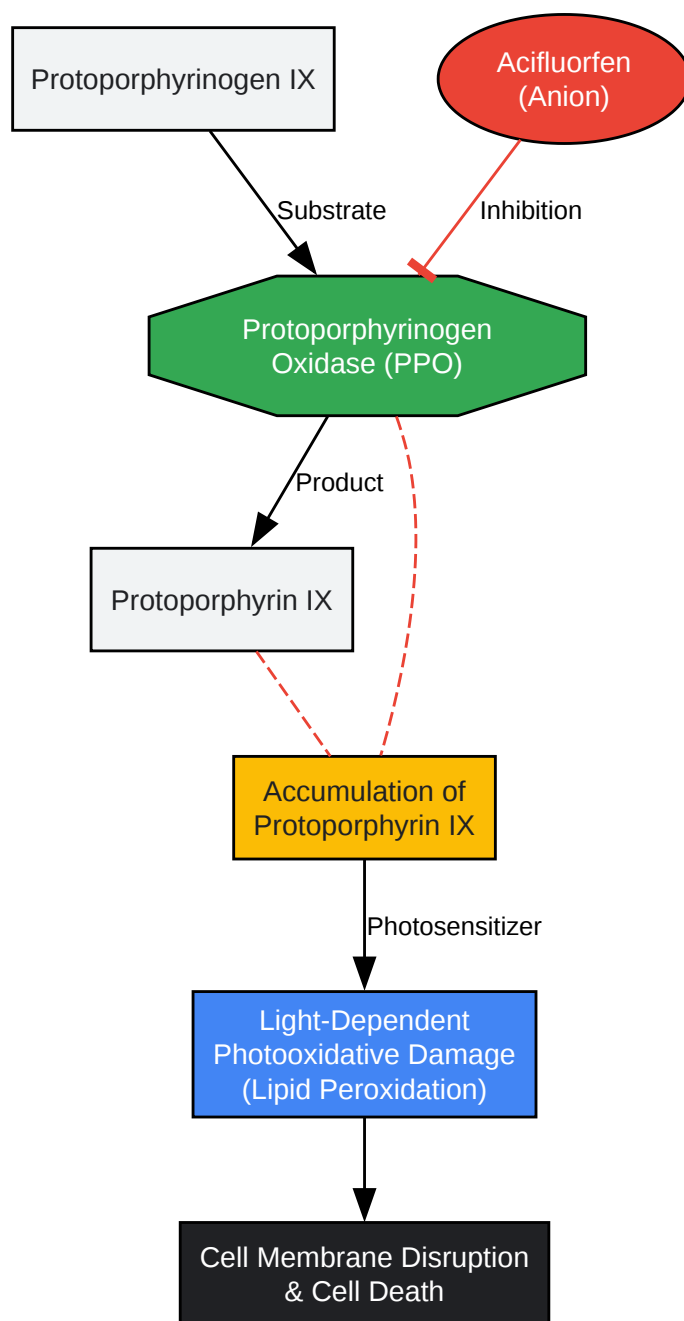 Protoporphyrinogen IX
Acifluorfen
(Anion)
Substrate
Inhibition
Protoporphyrinogen
Oxidase (PPO)
Product
Protoporphyrin IX
Accumulation of
Protoporphyrin IX
Photosensitizer
Light-Dependent
Photooxidative Damage
(Lipid Peroxidation)
Cell Membrane Disruption
& Cell Death